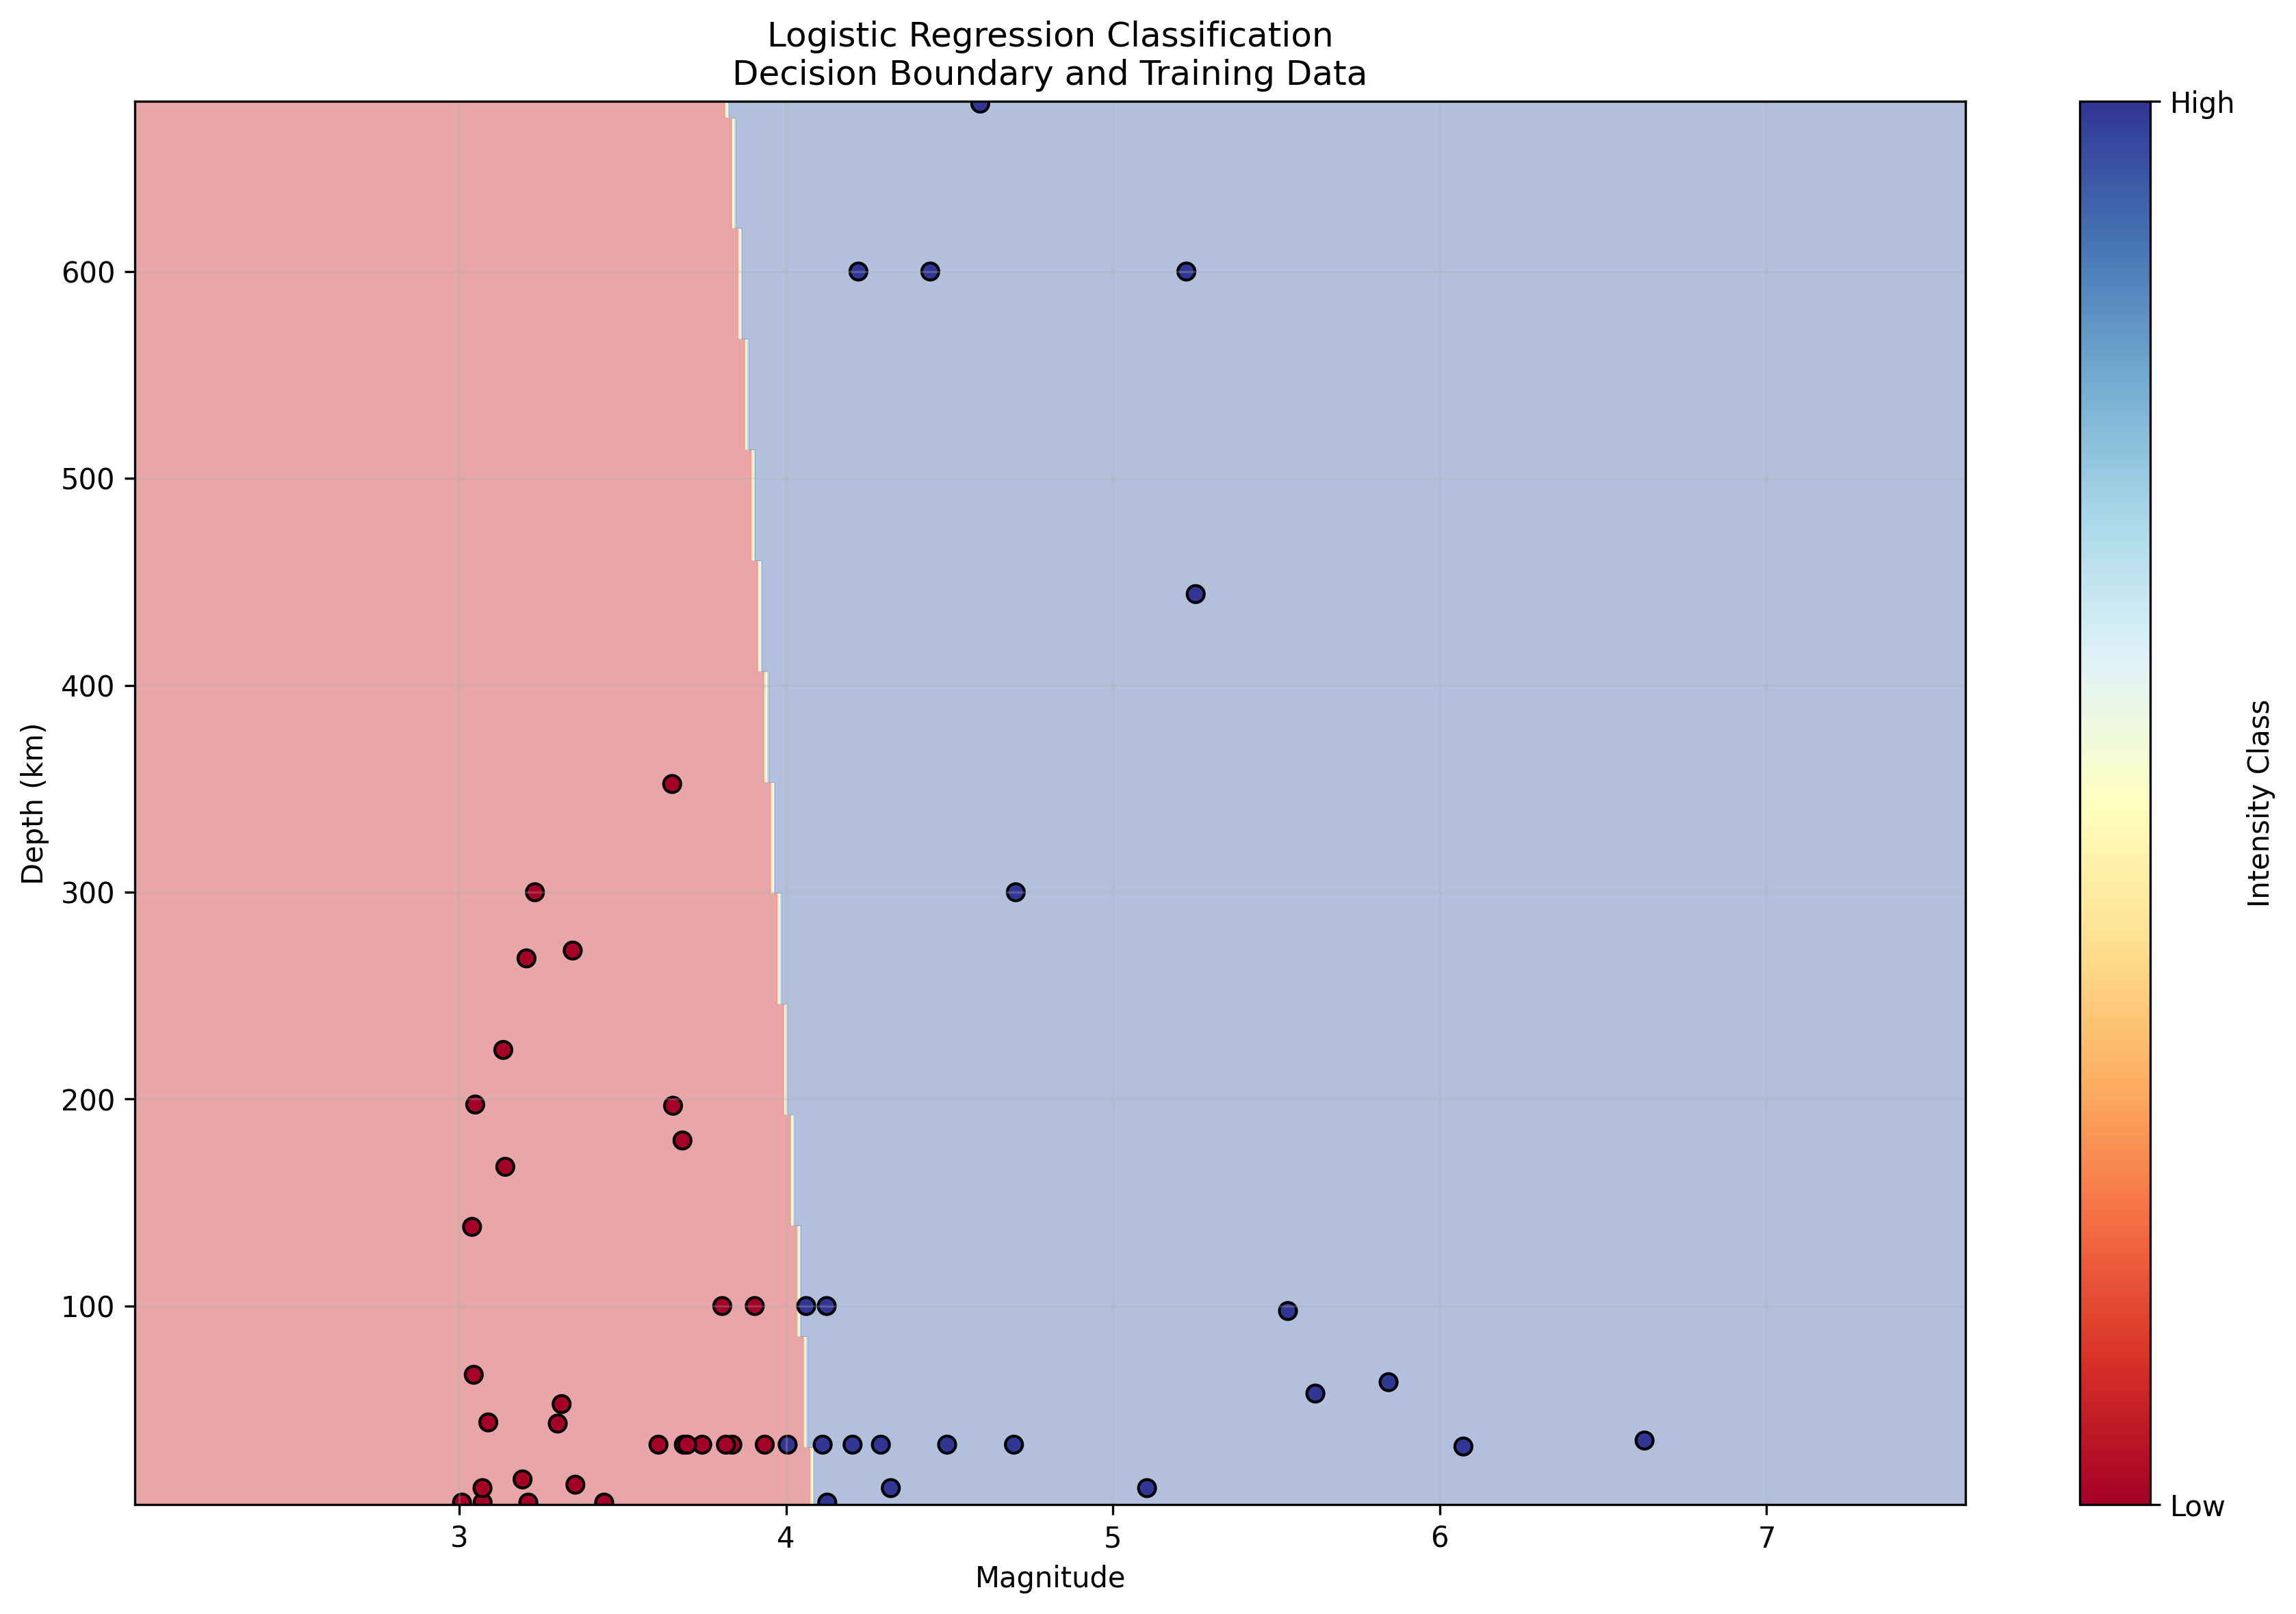 Logistic Regression Classification
Decision Boundary and Training Data
High
600
500
400
300
200
100
Depth (km)
Intensity Class
Low
3 4 5 6 7
Magnitude